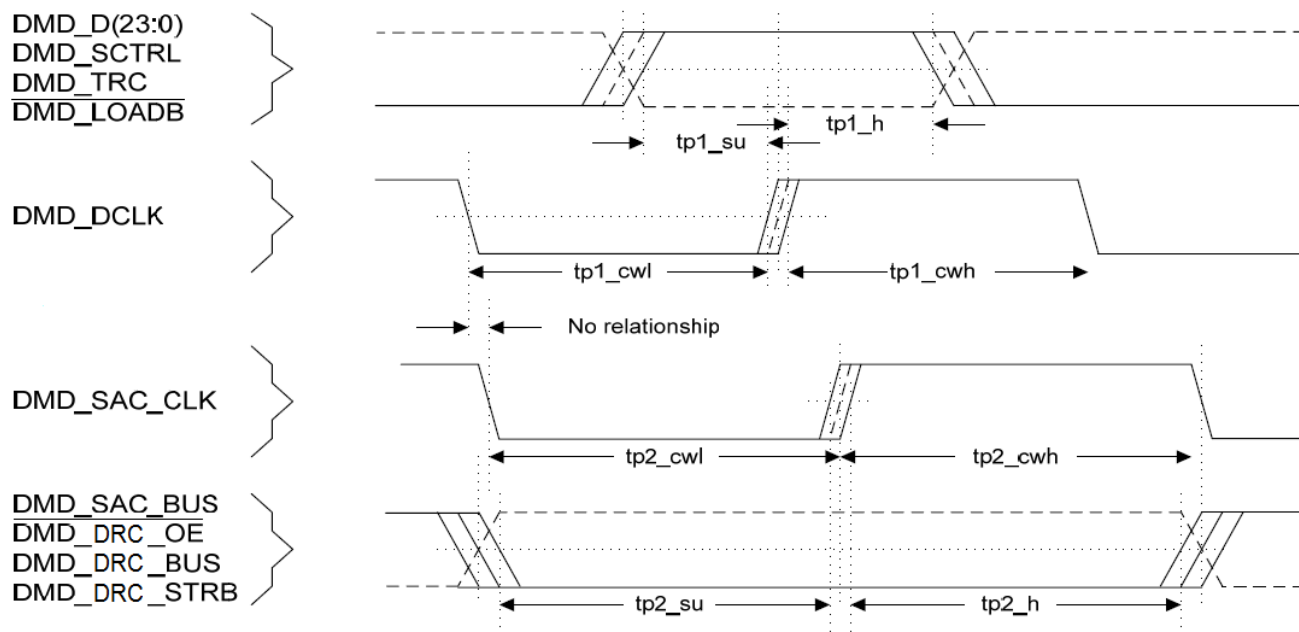 DMD_D(23:0)
DMD_SCTRL
DMD_TRC
DMD_LOADB
tp1_su
tp1_h
DMD_DCLK
tp1_cwl
tp1_cwh
No relationship
DMD_SAC_CLK
tp2_cwl
tp2_cwh
DMD_SAC_BUS
DMD_DRC_OE
DMD_DRC_BUS
DMD_DRC_STRB
tp2_su
tp2_h